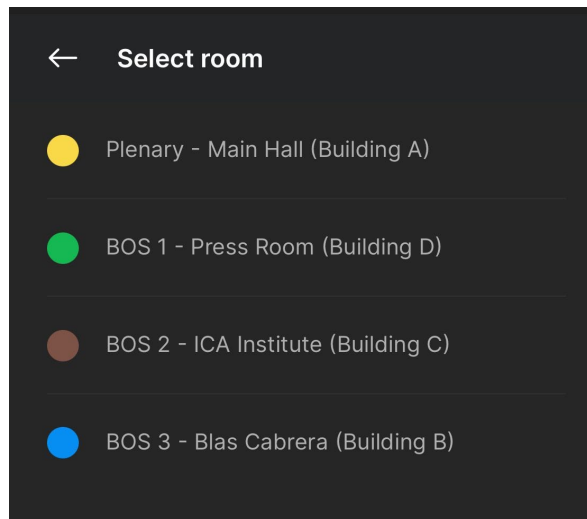 Select room
Plenary - Main Hall (Building A)
BOS 1 - Press Room (Building D)
BOS 2 - ICA Institute (Building C)
BOS 3 - Blas Cabrera (Building B)